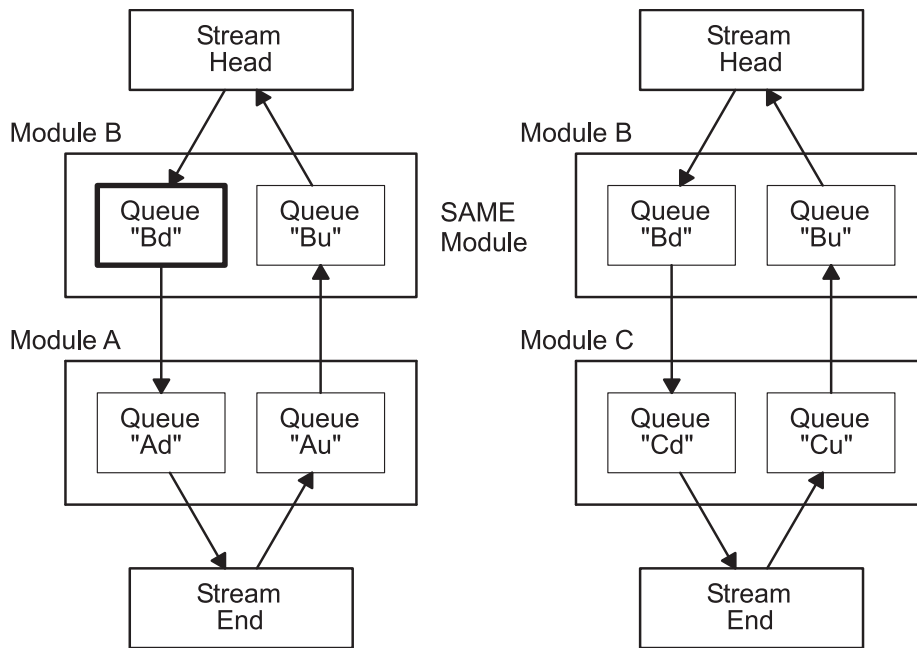 Stream
Head
Module B
Queue
"Bd"
Queue
"Bu"
Module A
Queue
"Ad"
Queue
"Au"
Stream
End
SAME
Module
Stream
Head
Module B
Queue
"Bd"
Queue
"Bu"
Module C
Queue
"Cd"
Queue
"Cu"
Stream
End